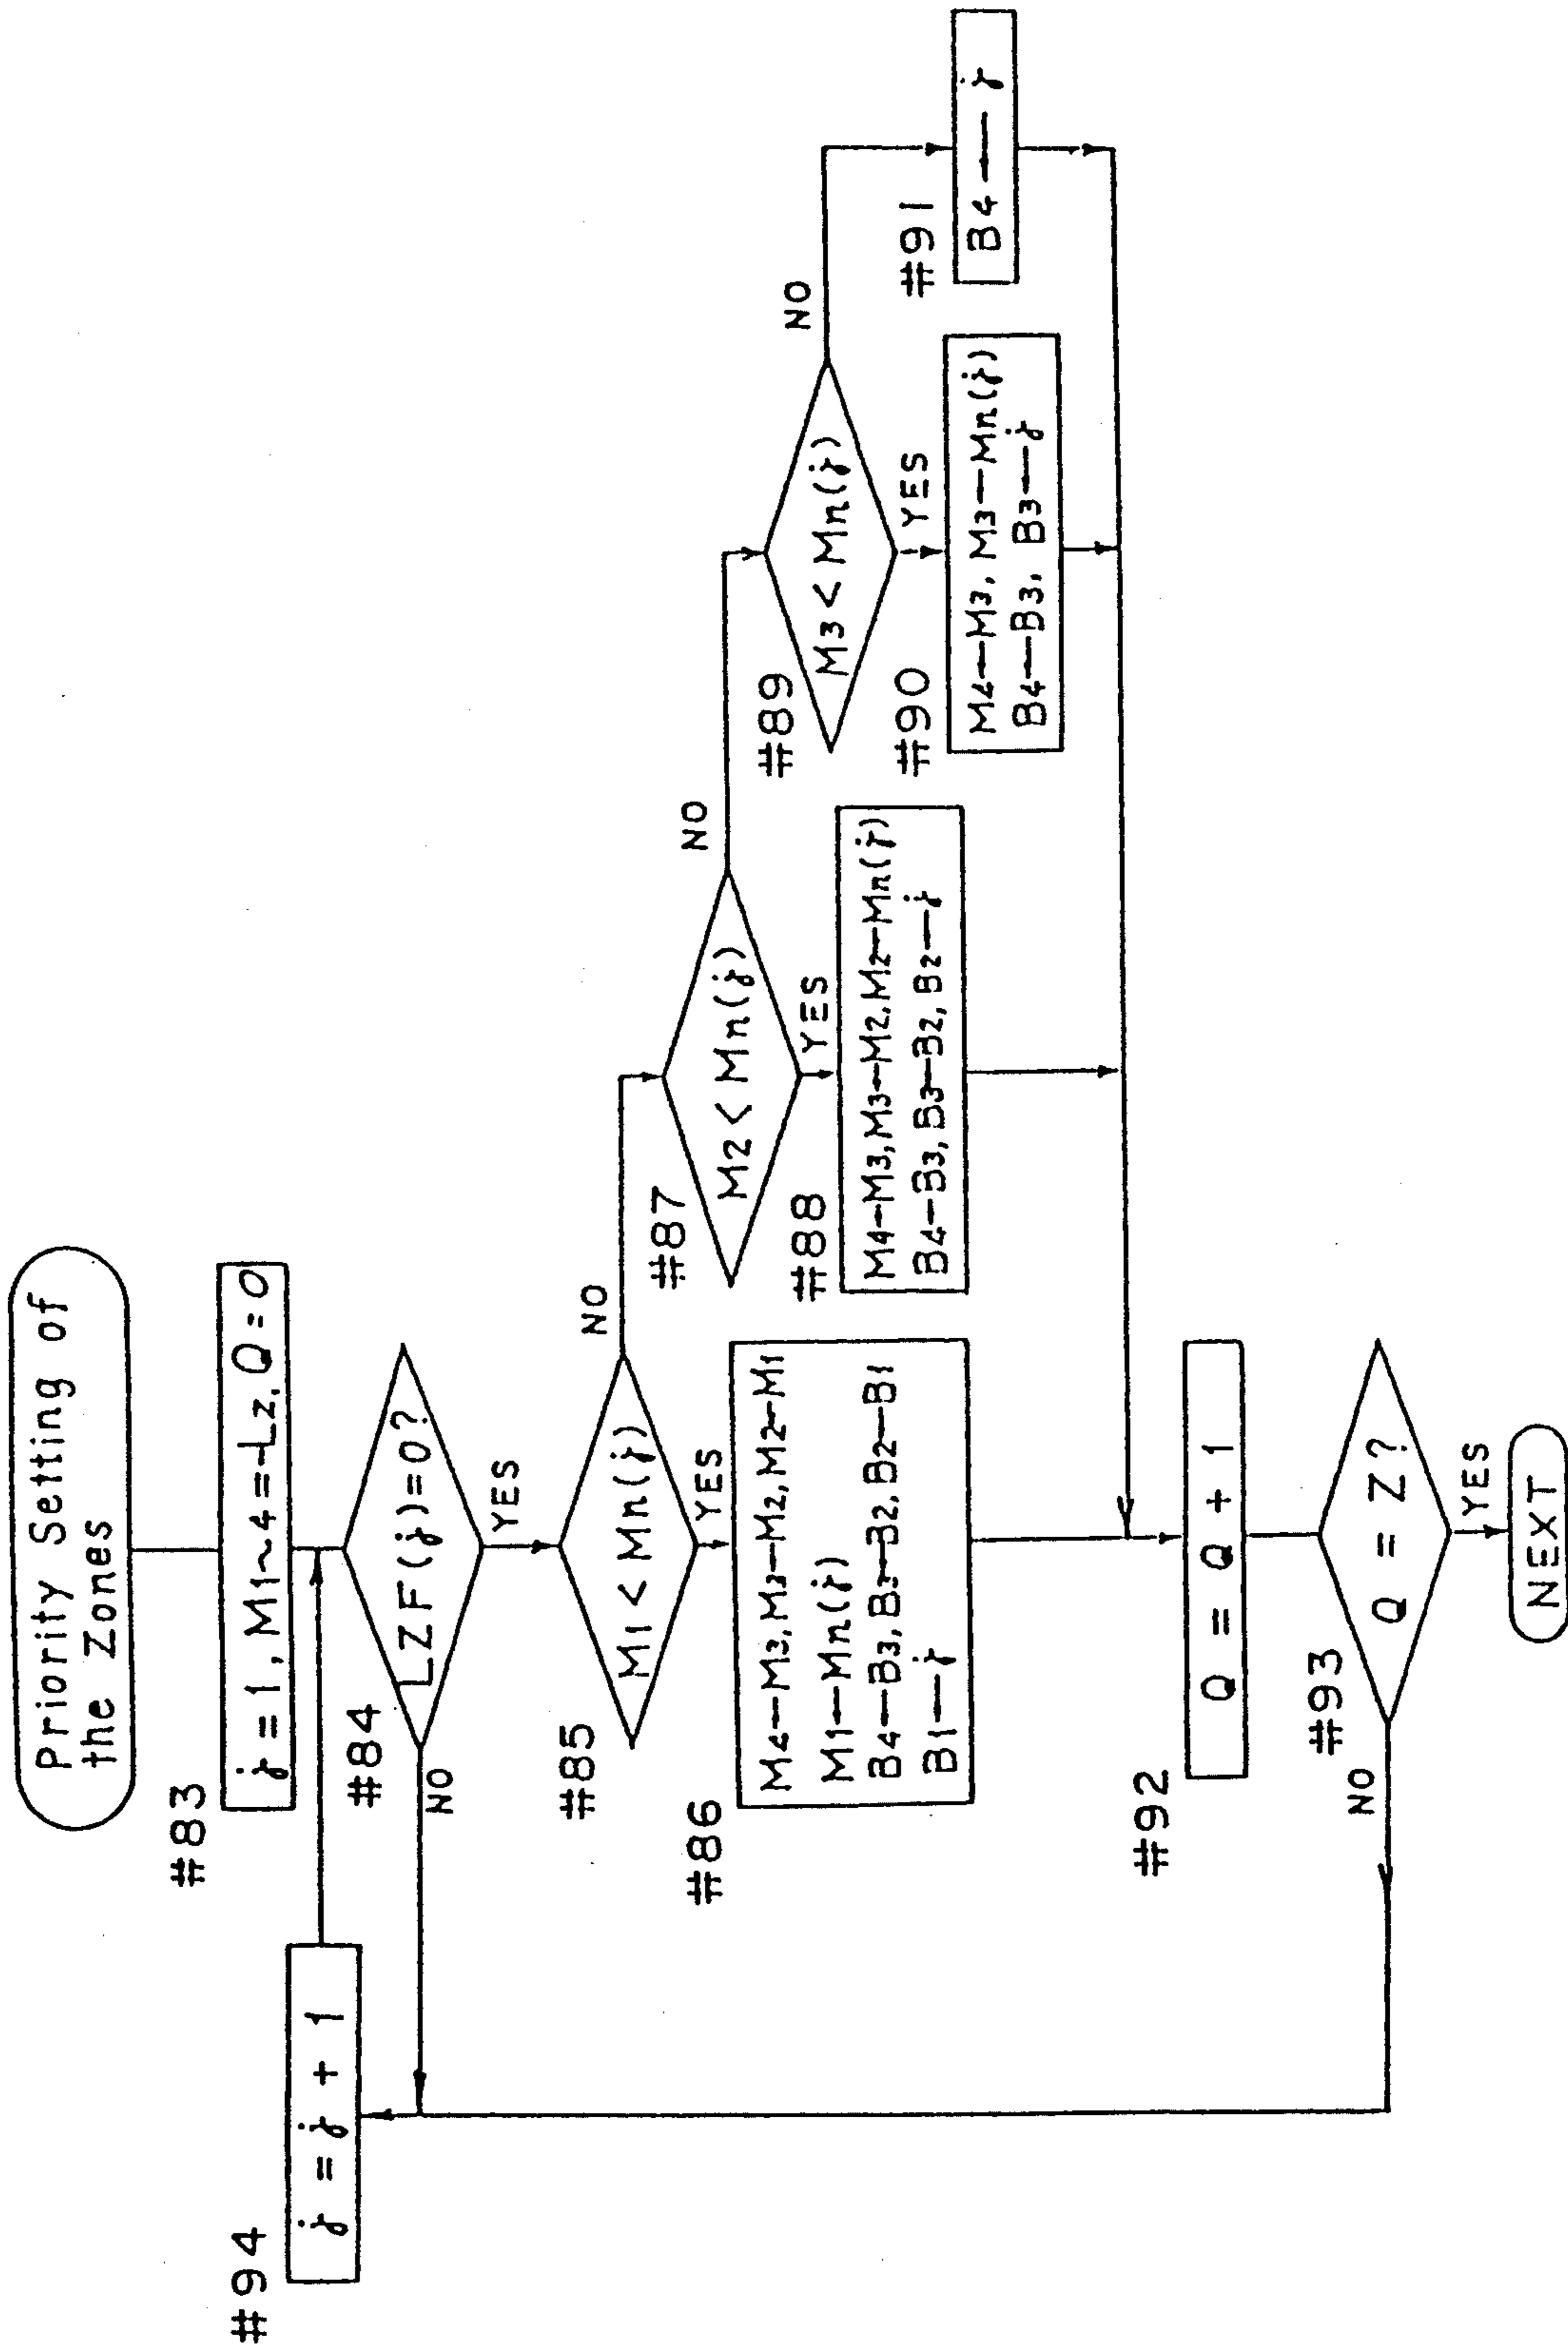 Priority Setting of
the Zones
#83
j = 1, M1~4 = -Lz, Q = 0
#84
LZF(j)=0?
NO
YES
#94
j = j + 1
#85
M1 < Mn(j)
NO
YES
#86
M4←M3, M3←M2, M2←M1
M1←Mn(j)
B4←B3, B3←B2, B2←B1
B1←j
#87
M2 < Mn(j)
NO
YES
#88
M4←M3, M3←M2, M2←Mn(j)
B4←B3, B3←B2, B2←j
#89
M3 < Mn(j)
NO
YES
#90
M4←M3, M3←Mn(j)
B4←B3, B3←j
#91
B4 ← j
#92
Q = Q + 1
#93
Q = Z?
NO
YES
NEXT